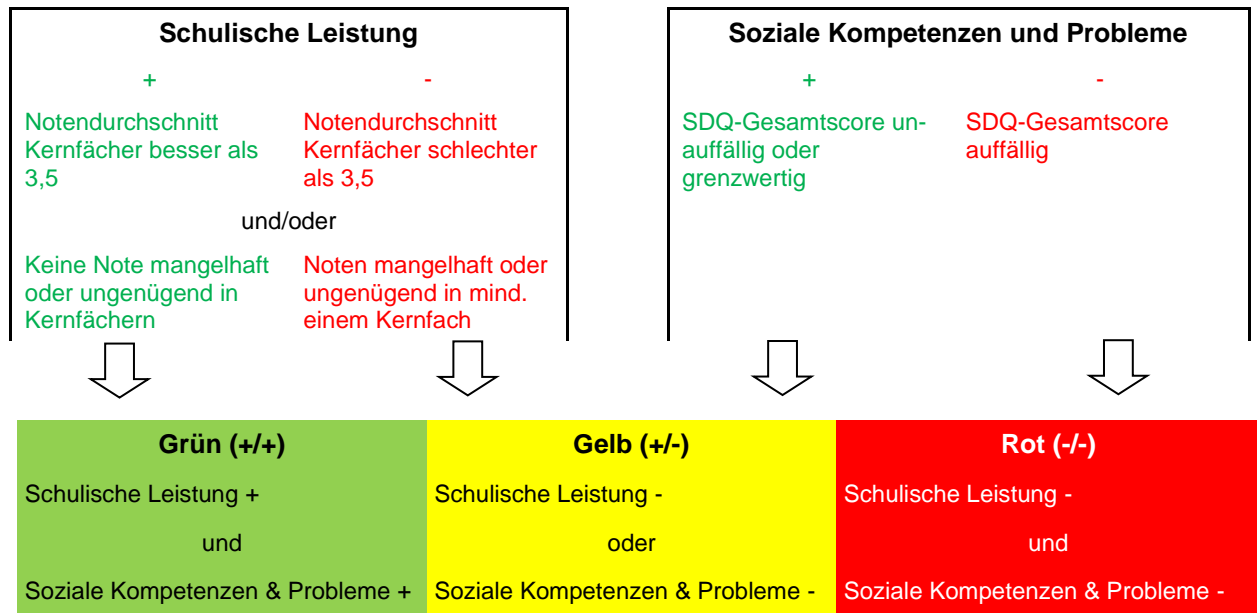 Schulische Leistung
+ -
Notendurchschnitt
Kernfächer besser als
3,5
Notendurchschnitt
Kernfächer schlechter
als 3,5
und/oder
Keine Note mangelhaft
oder ungenügend in
Kernfächern
Noten mangelhaft oder
ungenügend in mind.
einem Kernfach
Soziale Kompetenzen und Probleme
+ -
SDQ-Gesamtscore un-
auffällig oder
grenzwertig
SDQ-Gesamtscore
auffällig
Grün (+/+)
Schulische Leistung +
und
Soziale Kompetenzen & Probleme +
Gelb (+/-)
Schulische Leistung -
oder
Soziale Kompetenzen & Probleme -
Rot (-/-)
Schulische Leistung -
und
Soziale Kompetenzen & Probleme -